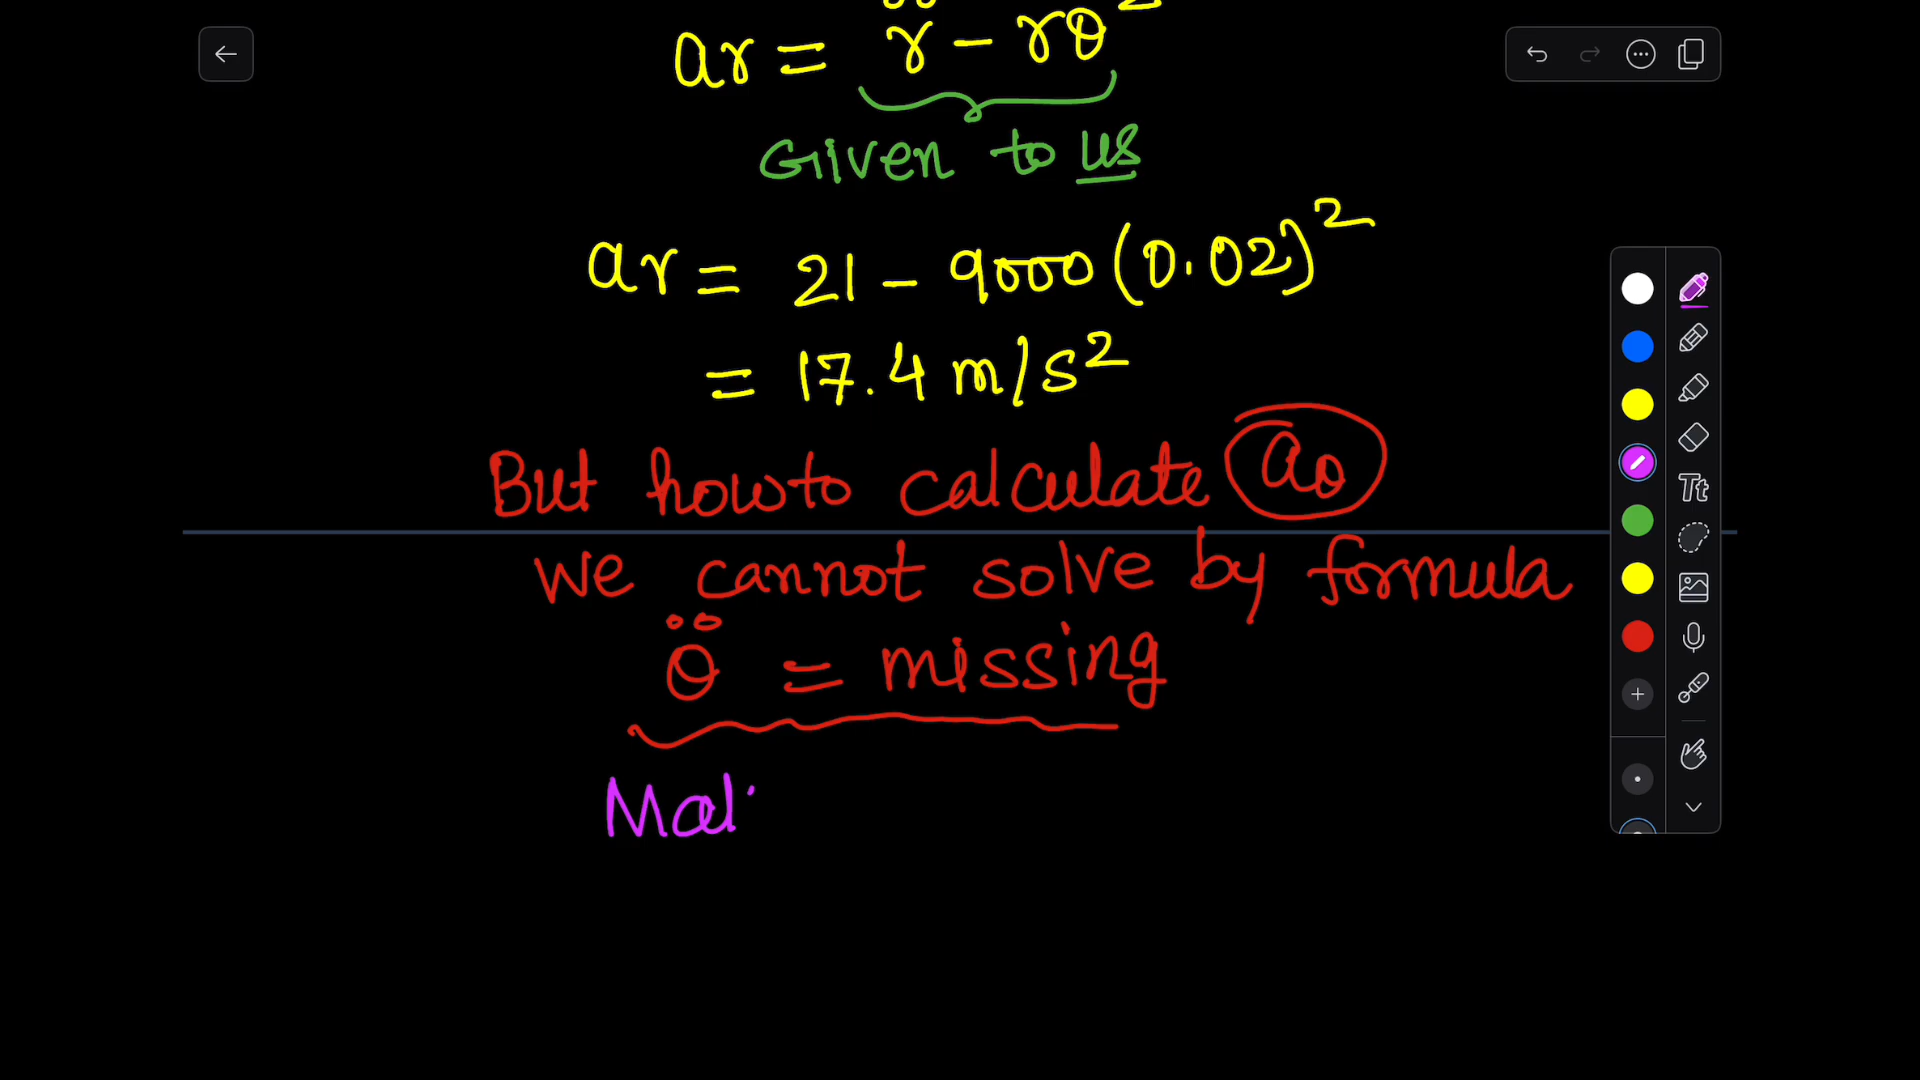 ar = r̈ - rθ̇²
Given to us
ar = 21 - 9000(0.02)²
= 17.4 m/s²
But how to calculate aθ
we cannot solve by formula
θ̈ = missing
Tt